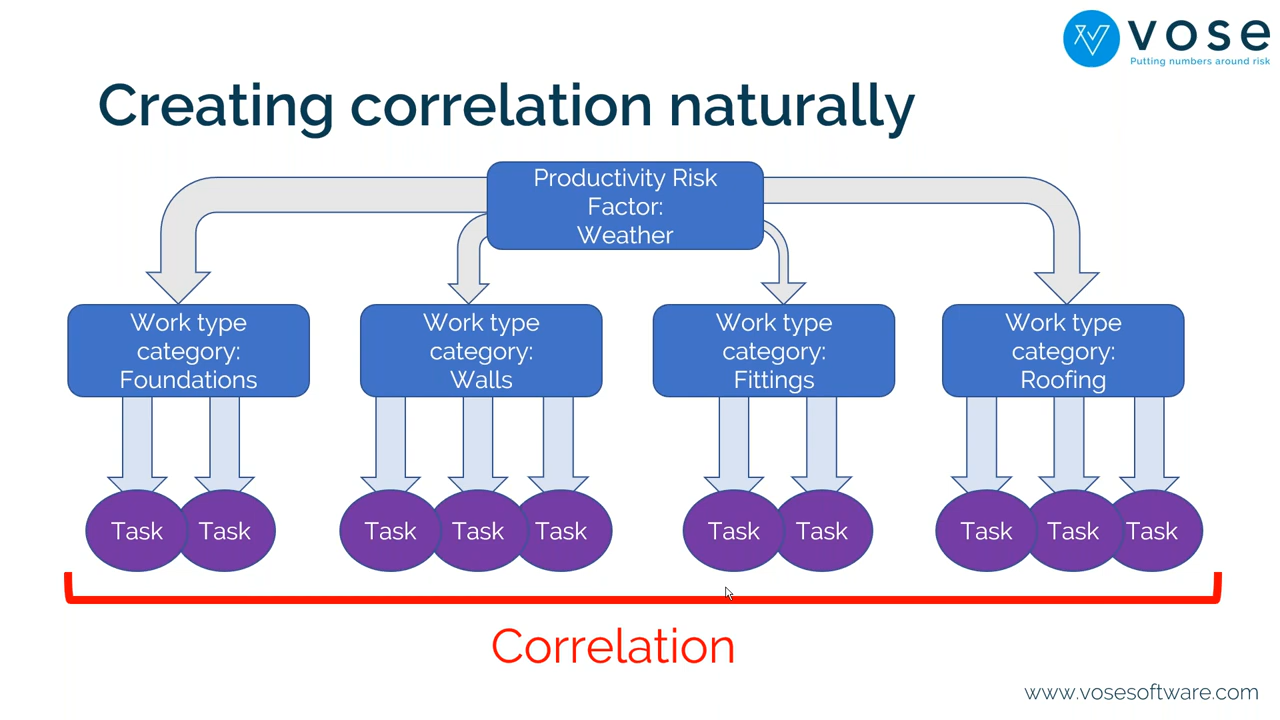 vose
Putting numbers around risk
Creating correlation naturally
Productivity Risk
Factor:
Weather
Work type
category:
Foundations
Work type
category:
Walls
Work type
category:
Fittings
Work type
category:
Roofing
Task Task Task Task Task Task Task Task Task Task
Correlation
www.vosesoftware.com